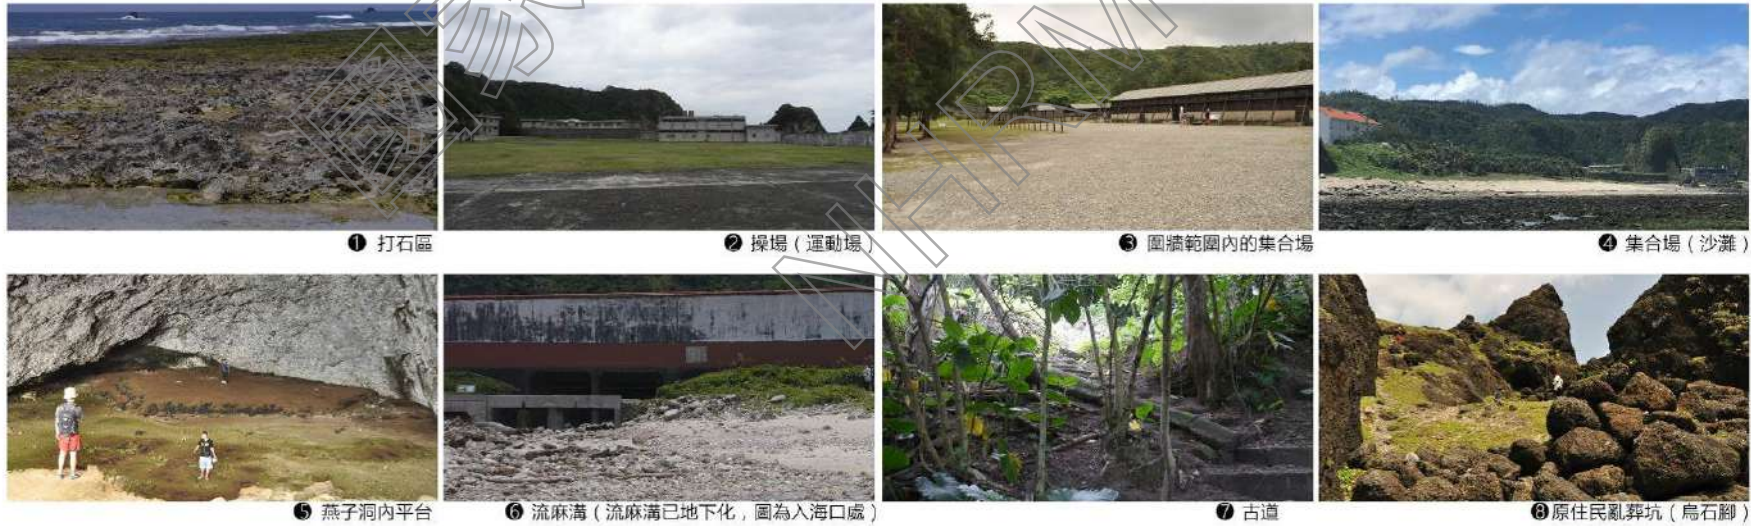 ❶ 打石區
❷ 操場（運動場）
❸ 圍牆範圍內的集合場
❹ 集合場（沙灘）
❺ 燕子洞內平台
❻ 流麻溝（流麻溝已地下化，圖為入海口處）
❼ 古道
❽原住民亂葬坑（烏石腳）
NHRM